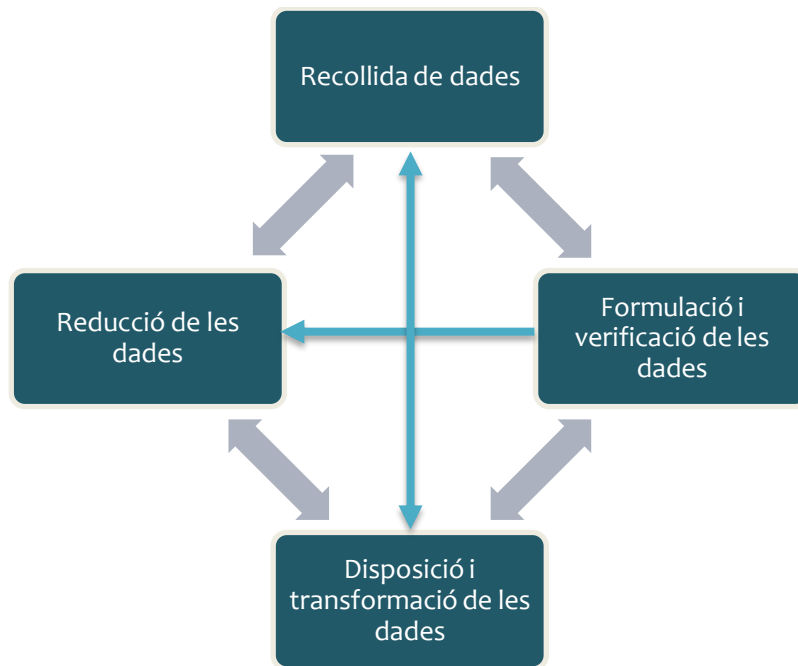 Recollida de dades
Reducció de les
dades
Formulació i
verificació de les
dades
Disposició i
transformació de les
dades